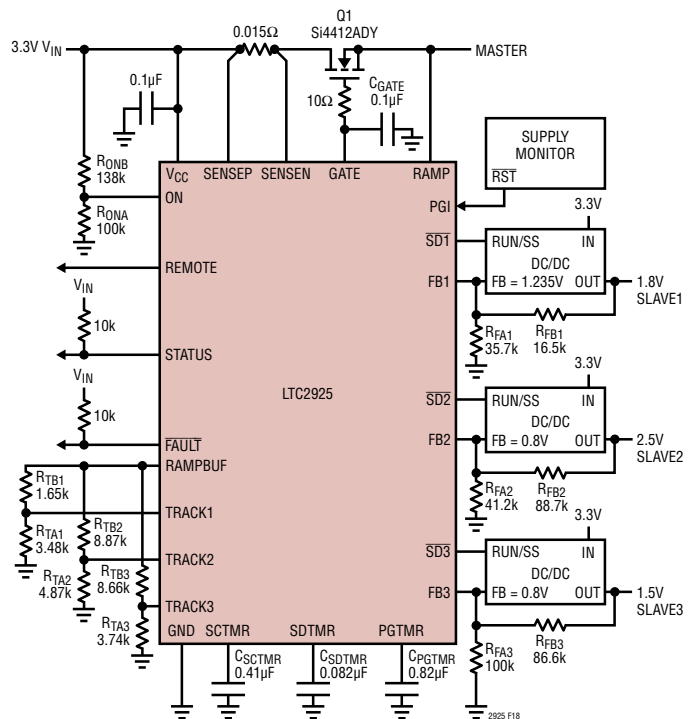 Q1
Si4412ADY
0.015Ω
3.3V VIN
MASTER
0.1µF
10Ω
CGATE
0.1µF
SUPPLY
MONITOR
RST
RONB
138k
RONA
100k
VCC
SENSEP
SENSEN
GATE
RAMP
ON
PGI
REMOTE
VIN
10k
STATUS
VIN
10k
FAULT
LTC2925
SD1
FB1
3.3V
RUN/SS
IN
DC/DC
FB = 1.235V
OUT
1.8V
SLAVE1
RFA1
35.7k
RFB1
16.5k
SD2
FB2
3.3V
RUN/SS
IN
DC/DC
FB = 0.8V
OUT
2.5V
SLAVE2
RFA2
41.2k
RFB2
88.7k
RAMPBUF
RTB1
1.65k
TRACK1
RTA1
3.48k
RTB2
8.87k
TRACK2
RTA2
4.87k
RTB3
8.66k
TRACK3
RTA3
3.74k
SD3
FB3
3.3V
RUN/SS
IN
DC/DC
FB = 0.8V
OUT
1.5V
SLAVE3
RFA3
100k
RFB3
86.6k
GND
SCTMR
SDTMR
PGTMR
CSCTMR
0.41µF
CSDTMR
0.082µF
CPGTMR
0.82µF
2925 F18